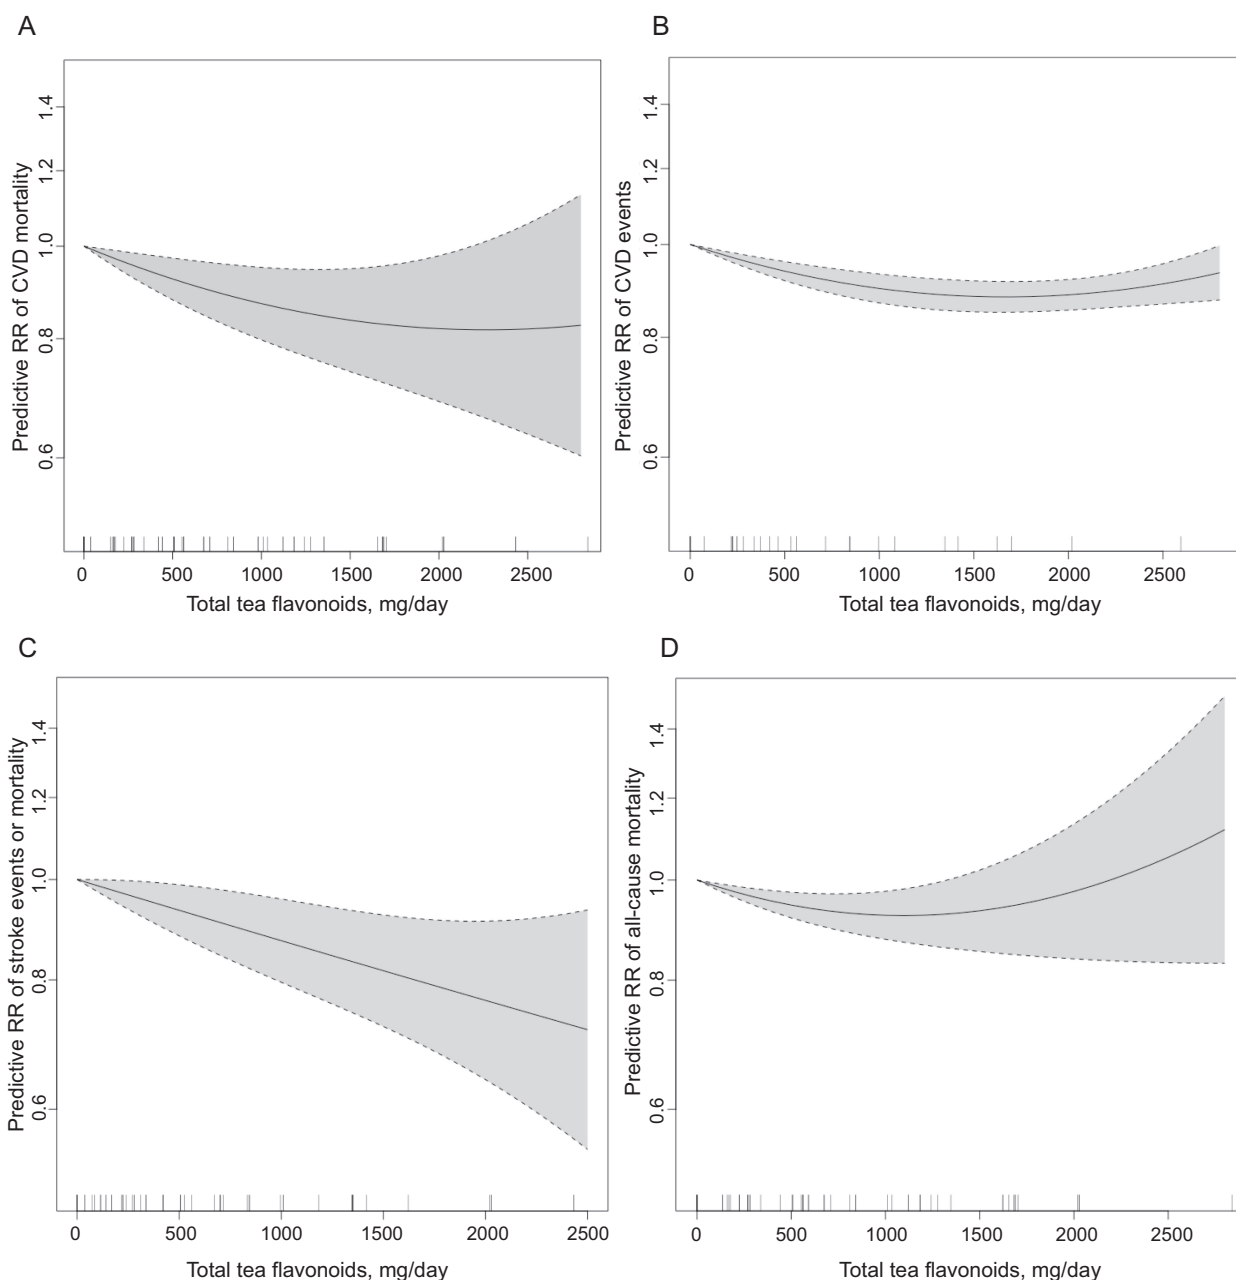 A
Predictive RR of CVD mortality
1.4
1.2
1.0
0.8
0.6
0 500 1000 1500 2000 2500
Total tea flavonoids, mg/day
B
Predictive RR of CVD events
1.4
1.2
1.0
0.8
0.6
0 500 1000 1500 2000 2500
Total tea flavonoids, mg/day
C
Predictive RR of stroke events or mortality
1.4
1.2
1.0
0.8
0.6
0 500 1000 1500 2000 2500
Total tea flavonoids, mg/day
D
Predictive RR of all-cause mortality
1.4
1.2
1.0
0.8
0.6
0 500 1000 1500 2000 2500
Total tea flavonoids, mg/day